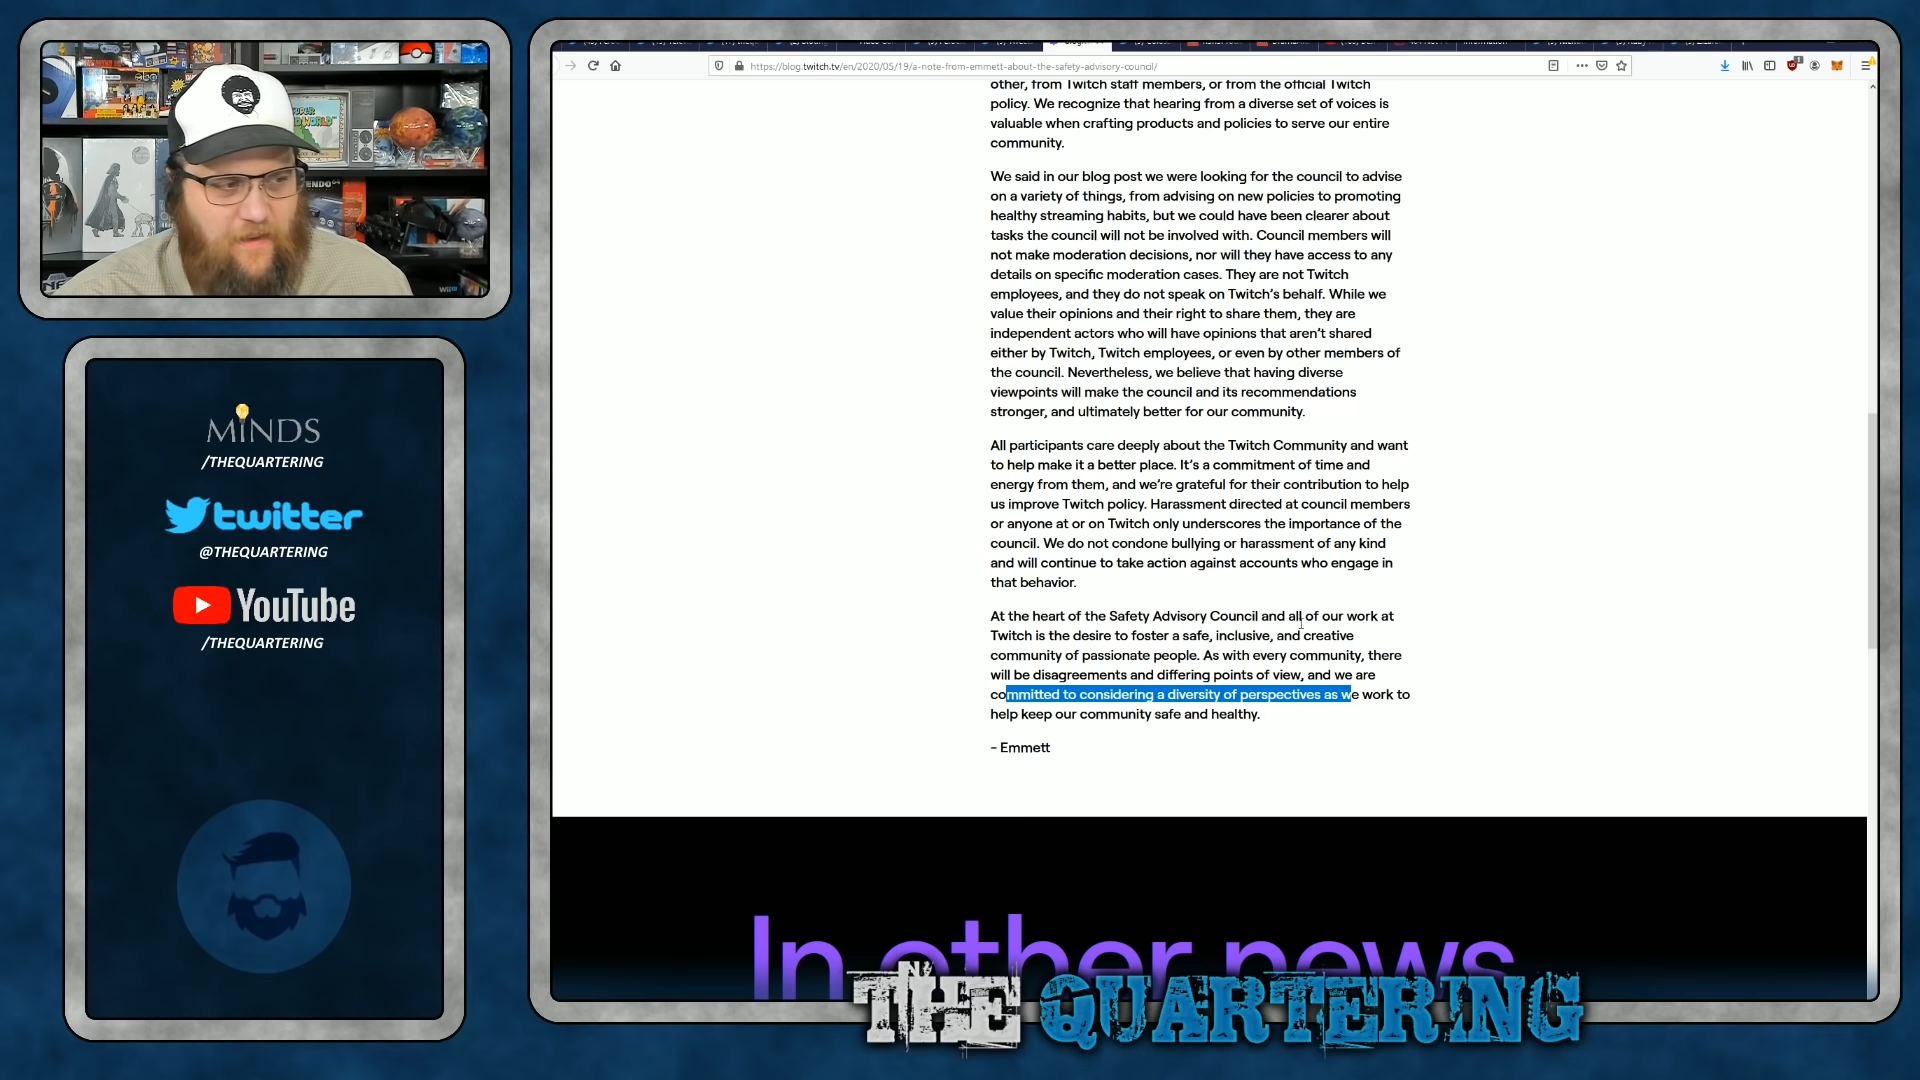 https://blog.twitch.tv/en/2020/05/19/a-note-from-emmett-about-the-safety-advisory-council/
other, from Twitch staff members, or from the official Twitch
policy. We recognize that hearing from a diverse set of voices is
valuable when crafting products and policies to serve our entire
community.
We said in our blog post we were looking for the council to advise
on a variety of things, from advising on new policies to promoting
healthy streaming habits, but we could have been clearer about
tasks the council will not be involved with. Council members will
not make moderation decisions, nor will they have access to any
details on specific moderation cases. They are not Twitch
employees, and they do not speak on Twitch’s behalf. While we
value their opinions and their right to share them, they are
independent actors who will have opinions that aren’t shared
either by Twitch, Twitch employees, or even by other members of
the council. Nevertheless, we believe that having diverse
viewpoints will make the council and its recommendations
stronger, and ultimately better for our community.
All participants care deeply about the Twitch Community and want
to help make it a better place. It’s a commitment of time and
energy from them, and we’re grateful for their contribution to help
us improve Twitch policy. Harassment directed at council members
or anyone at or on Twitch only underscores the importance of the
council. We do not condone bullying or harassment of any kind
and will continue to take action against accounts who engage in
that behavior.
At the heart of the Safety Advisory Council and all of our work at
Twitch is the desire to foster a safe, inclusive, and creative
community of passionate people. As with every community, there
will be disagreements and differing points of view, and we are
committed to considering a diversity of perspectives as we work to
help keep our community safe and healthy.
– Emmett
In other news
THE QUARTERING
MINDS
/THEQUARTERING
twitter
@THEQUARTERING
YouTube
/THEQUARTERING